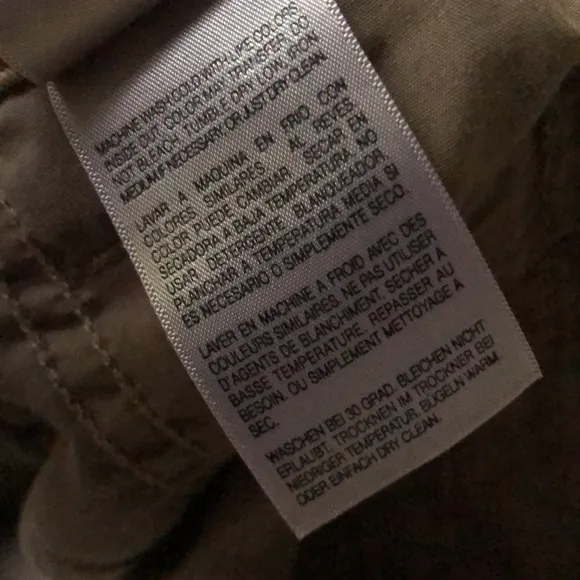 MACHINE WASH COLD WITH LIKE COLORS
INSIDE OUT. COLOR MAY TRANSFER. DO
NOT BLEACH. TUMBLE DRY LOW, IRON
MEDIUM IF NECESSARY OR JUST DRY CLEAN.
LAVAR A MAQUINA EN FRIO CON
COLORES SIMILARES AL REVES.
COLOR PUEDE CAMBIAR. SECAR EN
SECADORA A BAJA TEMPERATURA NO
USAR DETERGENTE BLANQUEADOR.
PLANCHAR A TEMPERATURA MEDIA SI
ES NECESARIO O SIMPLEMENTE SECO.
LAVER EN MACHINE A FROID AVEC DES
COULEURS SIMILAIRES. NE PAS UTILISER
D'AGENTS DE BLANCHIMENT. SECHER À
BASSE TEMPERATURE. REPASSER AU
BESOIN. OU SIMPLEMENT METTOYAGE À
SEC.
WASCHEN BEI 30 GRAD. BLEICHEN NICHT
ERLAUBT. TROCKNEN IM TROCKNER BEI
NIEDRIGER TEMPERATUR. BÜGELN WARM
ODER EINFACH DRY CLEAN.